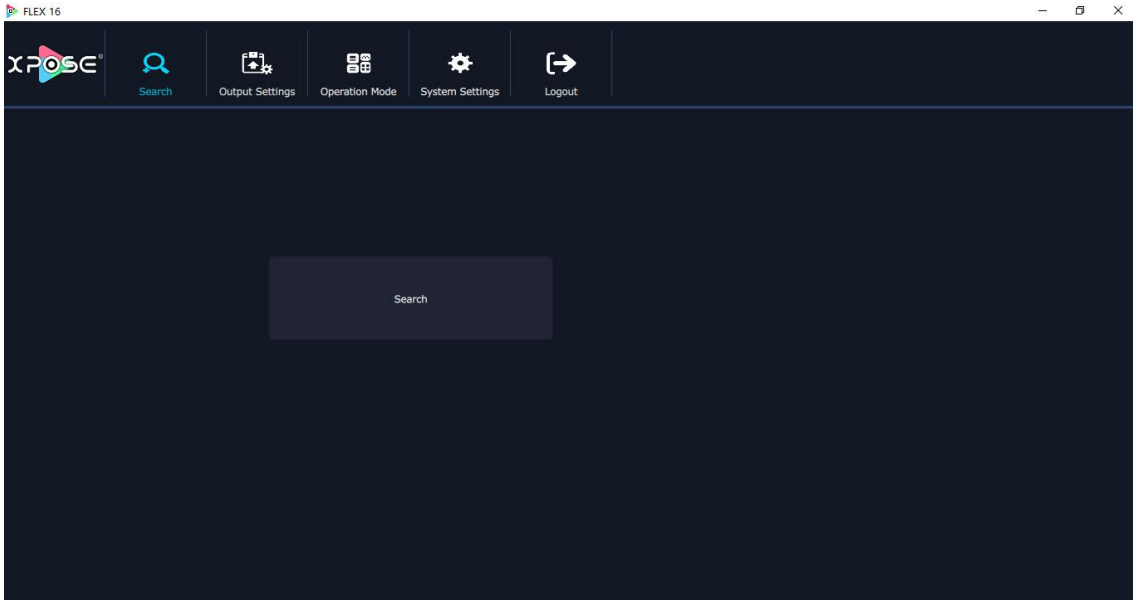 FLEX 16
XPOSE®
Search
Output Settings
Operation Mode
System Settings
Logout
Search